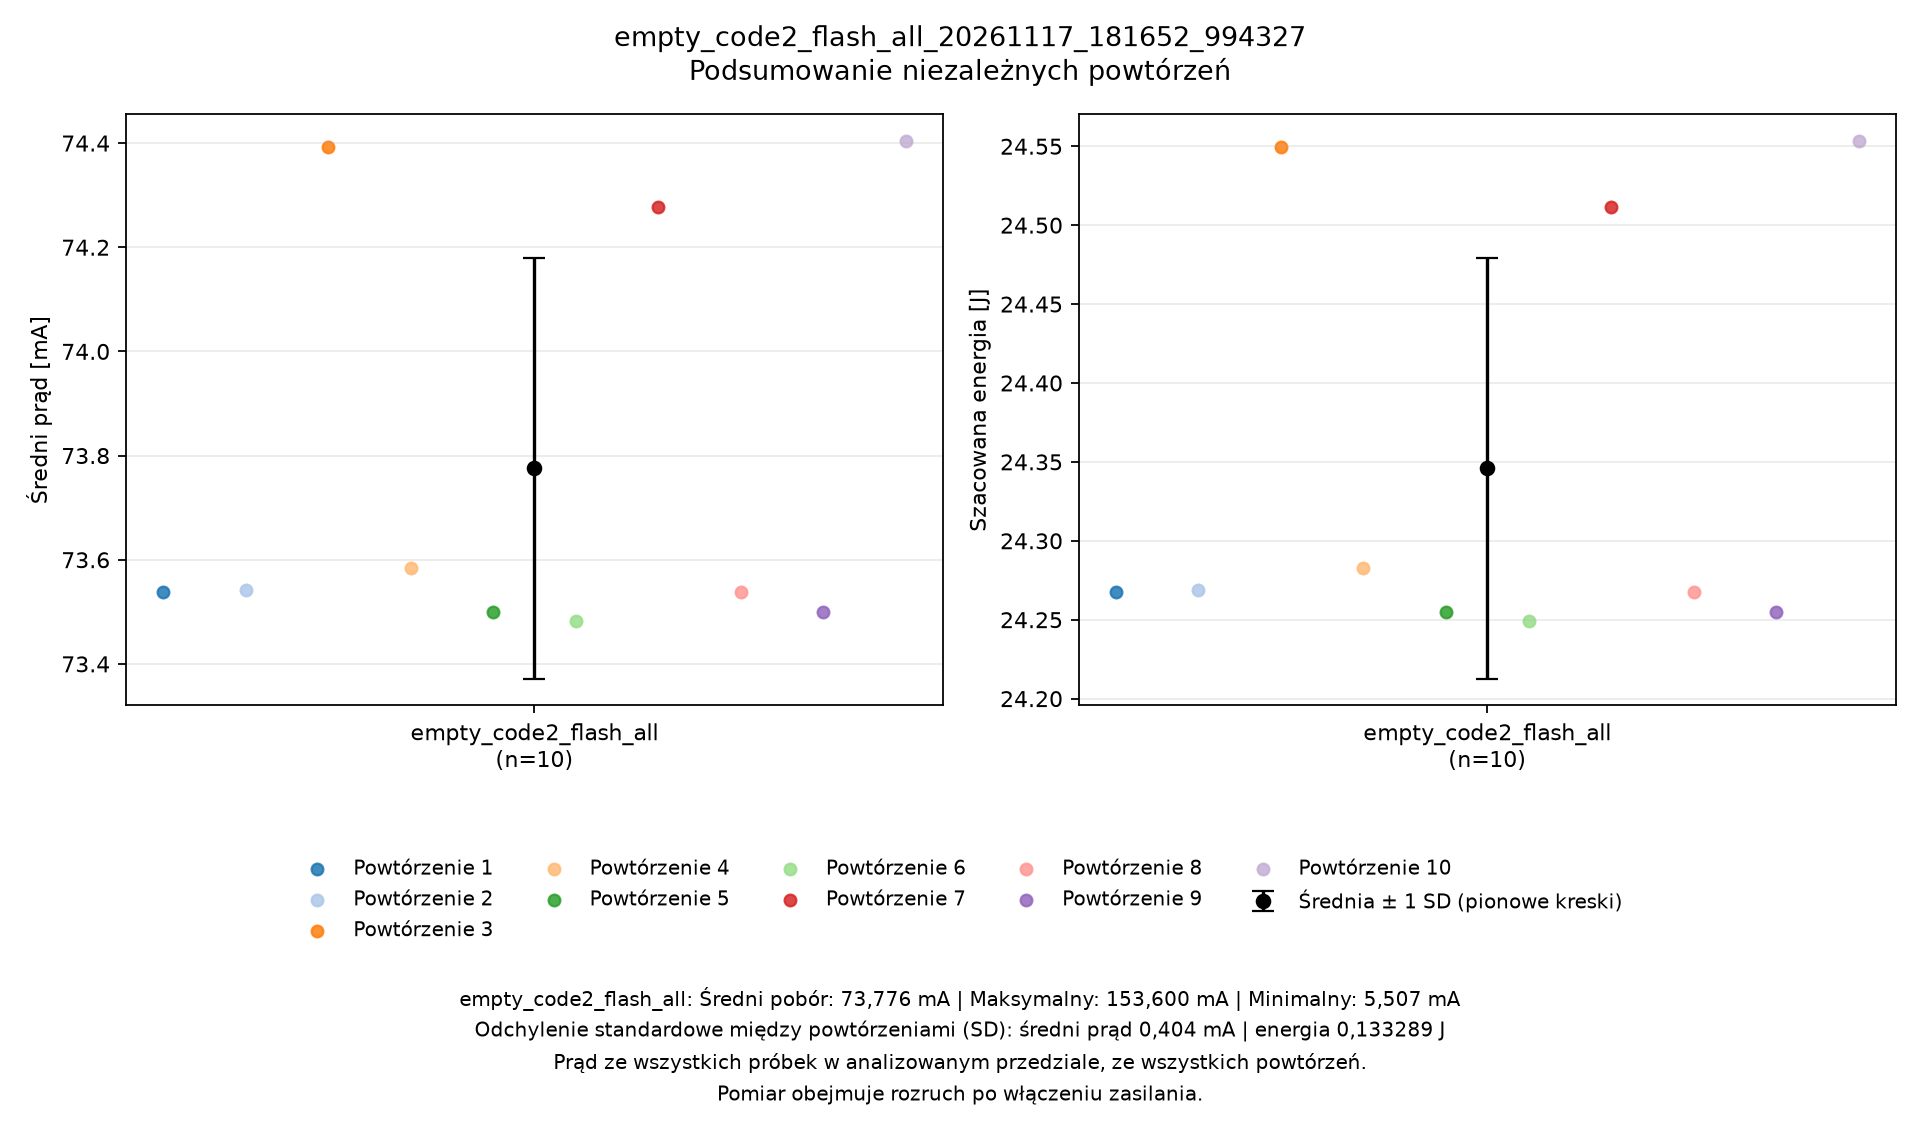 empty_code2_flash_all_20261117_181652_994327
Podsumowanie niezależnych powtórzeń
Średni prąd [mA]
74.4
74.2
74.0
73.8
73.6
73.4
empty_code2_flash_all
(n=10)
Szacowana energia [J]
24.55
24.50
24.45
24.40
24.35
24.30
24.25
24.20
empty_code2_flash_all
(n=10)
Powtórzenie 1
Powtórzenie 2
Powtórzenie 3
Powtórzenie 4
Powtórzenie 5
Powtórzenie 6
Powtórzenie 7
Powtórzenie 8
Powtórzenie 9
Powtórzenie 10
Średnia ± 1 SD (pionowe kreski)
empty_code2_flash_all: Średni pobór: 73,776 mA | Maksymalny: 153,600 mA | Minimalny: 5,507 mA
Odchylenie standardowe między powtórzeniami (SD): średni prąd 0,404 mA | energia 0,133289 J
Prąd ze wszystkich próbek w analizowanym przedziale, ze wszystkich powtórzeń.
Pomiar obejmuje rozruch po włączeniu zasilania.